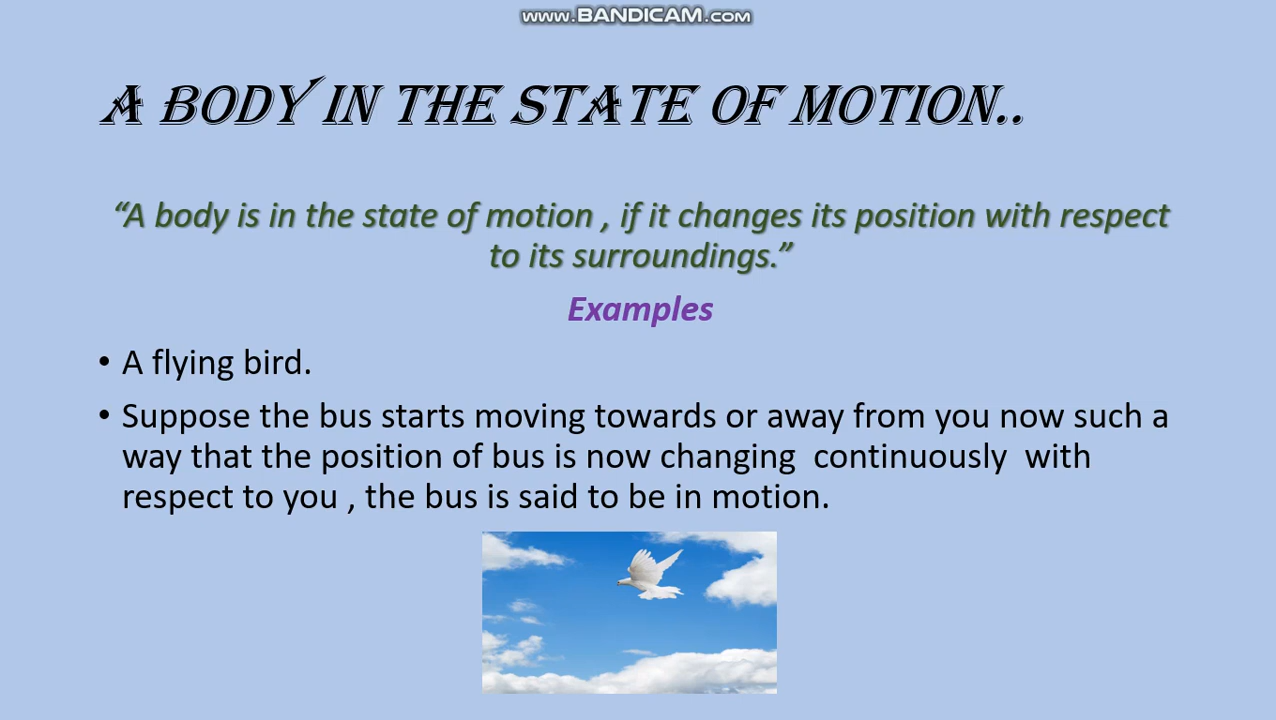 www.BANDICAM.com
A BODY IN THE STATE OF MOTION..
“A body is in the state of motion , if it changes its position with respect
to its surroundings.”
Examples
• A flying bird.
• Suppose the bus starts moving towards or away from you now such a
way that the position of bus is now changing continuously with
respect to you , the bus is said to be in motion.